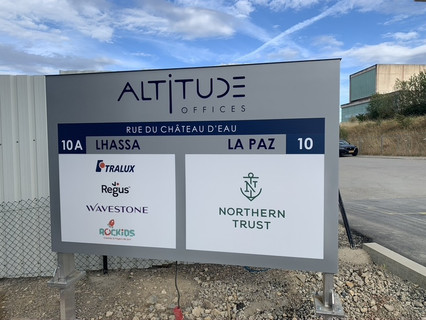 ALTITUDE
OFFICES
RUE DU CHÂTEAU D'EAU
10A LHASSA LA PAZ 10
TRALUX
Regus
WAVESTONE
ROCKIDS
NORTHERN
TRUST